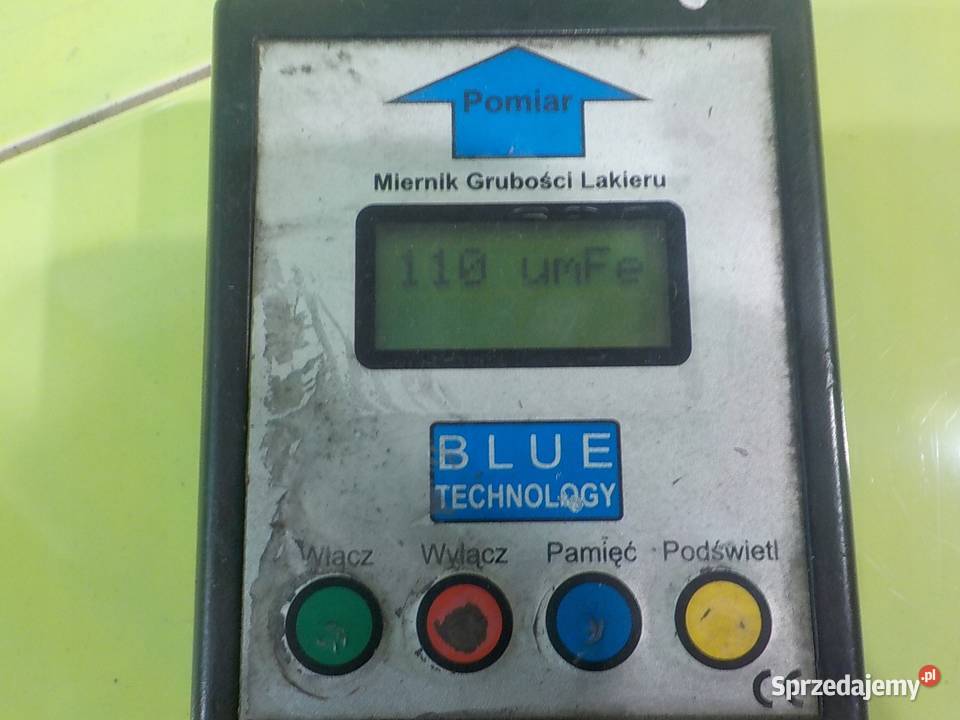 Pomiar
Miernik Grubości Lakieru
110 umFe
BLUE
TECHNOLOGY
Włącz Wyłącz Pamięć Podświetl
CE
Sprzedajemy.pl